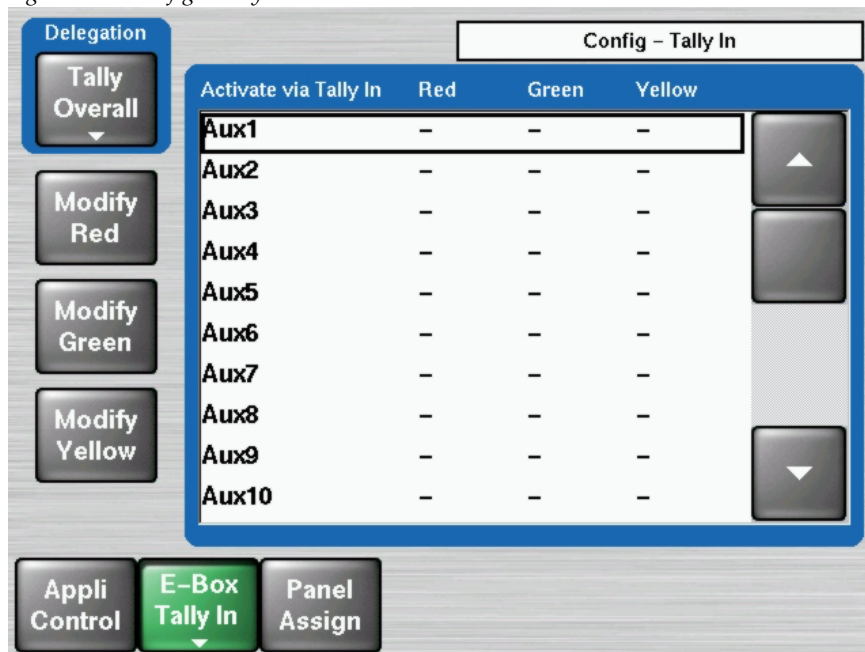 Delegation
Config – Tally In
Tally
Overall
Activate via Tally In Red Green Yellow
Aux1 – – –
Aux2 – – –
Modify
Red
Aux3 – – –
Aux4 – – –
Aux5 – – –
Modify
Green
Aux6 – – –
Aux7 – – –
Modify
Yellow
Aux8 – – –
Aux9 – – –
Aux10 – – –
Appli
Control
E–Box
Tally In
Panel
Assign